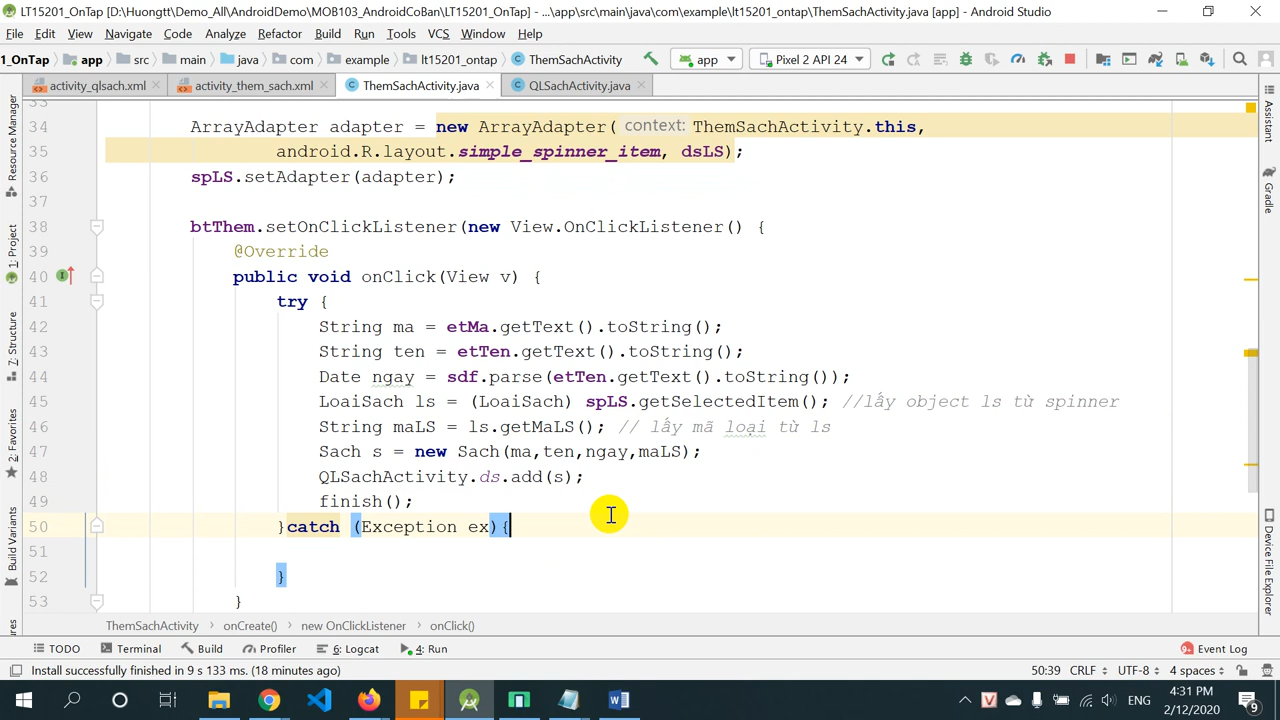 File Edit View Navigate Code Analyze Refactor Build Run Tools VCS Window Help LT15201_OnTap [D:\Huongtt\Demo_All\AndroidDemo\MOB103_AndroidCoBan\LT15201_OnTap] - ...\app\src\main\java\com\example\lt15201_ontap\ThemSachActivity.java [app] - Android Studio
1_OnTap app src main java com example lt15201_ontap ThemSachActivity app Pixel 2 API 24
activity_qlsach.xml activity_them_sach.xml ThemSachActivity.java QLSachActivity.java
33
34 ArrayAdapter adapter = new ArrayAdapter( context: ThemSachActivity.this,
35 android.R.layout.simple_spinner_item, dsLS);
36 spLS.setAdapter(adapter);
37
38 btThem.setOnClickListener(new View.OnClickListener() {
39 @Override
40 public void onClick(View v) {
41 try {
42 String ma = etMa.getText().toString();
43 String ten = etTen.getText().toString();
44 Date ngay = sdf.parse(etTen.getText().toString());
45 LoaiSach ls = (LoaiSach) spLS.getSelectedItem(); //lấy object ls từ spinner
46 String maLS = ls.getMaLS(); // lấy mã loại từ ls
47 Sach s = new Sach(ma,ten,ngay,maLS);
48 QLSachActivity.ds.add(s);
49 finish();
50 }catch (Exception ex){
51
52 }
53 }
ThemSachActivity onCreate() new OnClickListener onClick()
TODO Terminal Build Profiler 6: Logcat 4: Run Event Log
Install successfully finished in 9 s 133 ms. (18 minutes ago) 50:39 CRLF UTF-8 4 spaces
Resource Manager
1: Project
7: Structure
2: Favorites
Build Variants
Assistant
Gradle
Device File Explorer
ENG 4:31 PM
2/12/2020
9